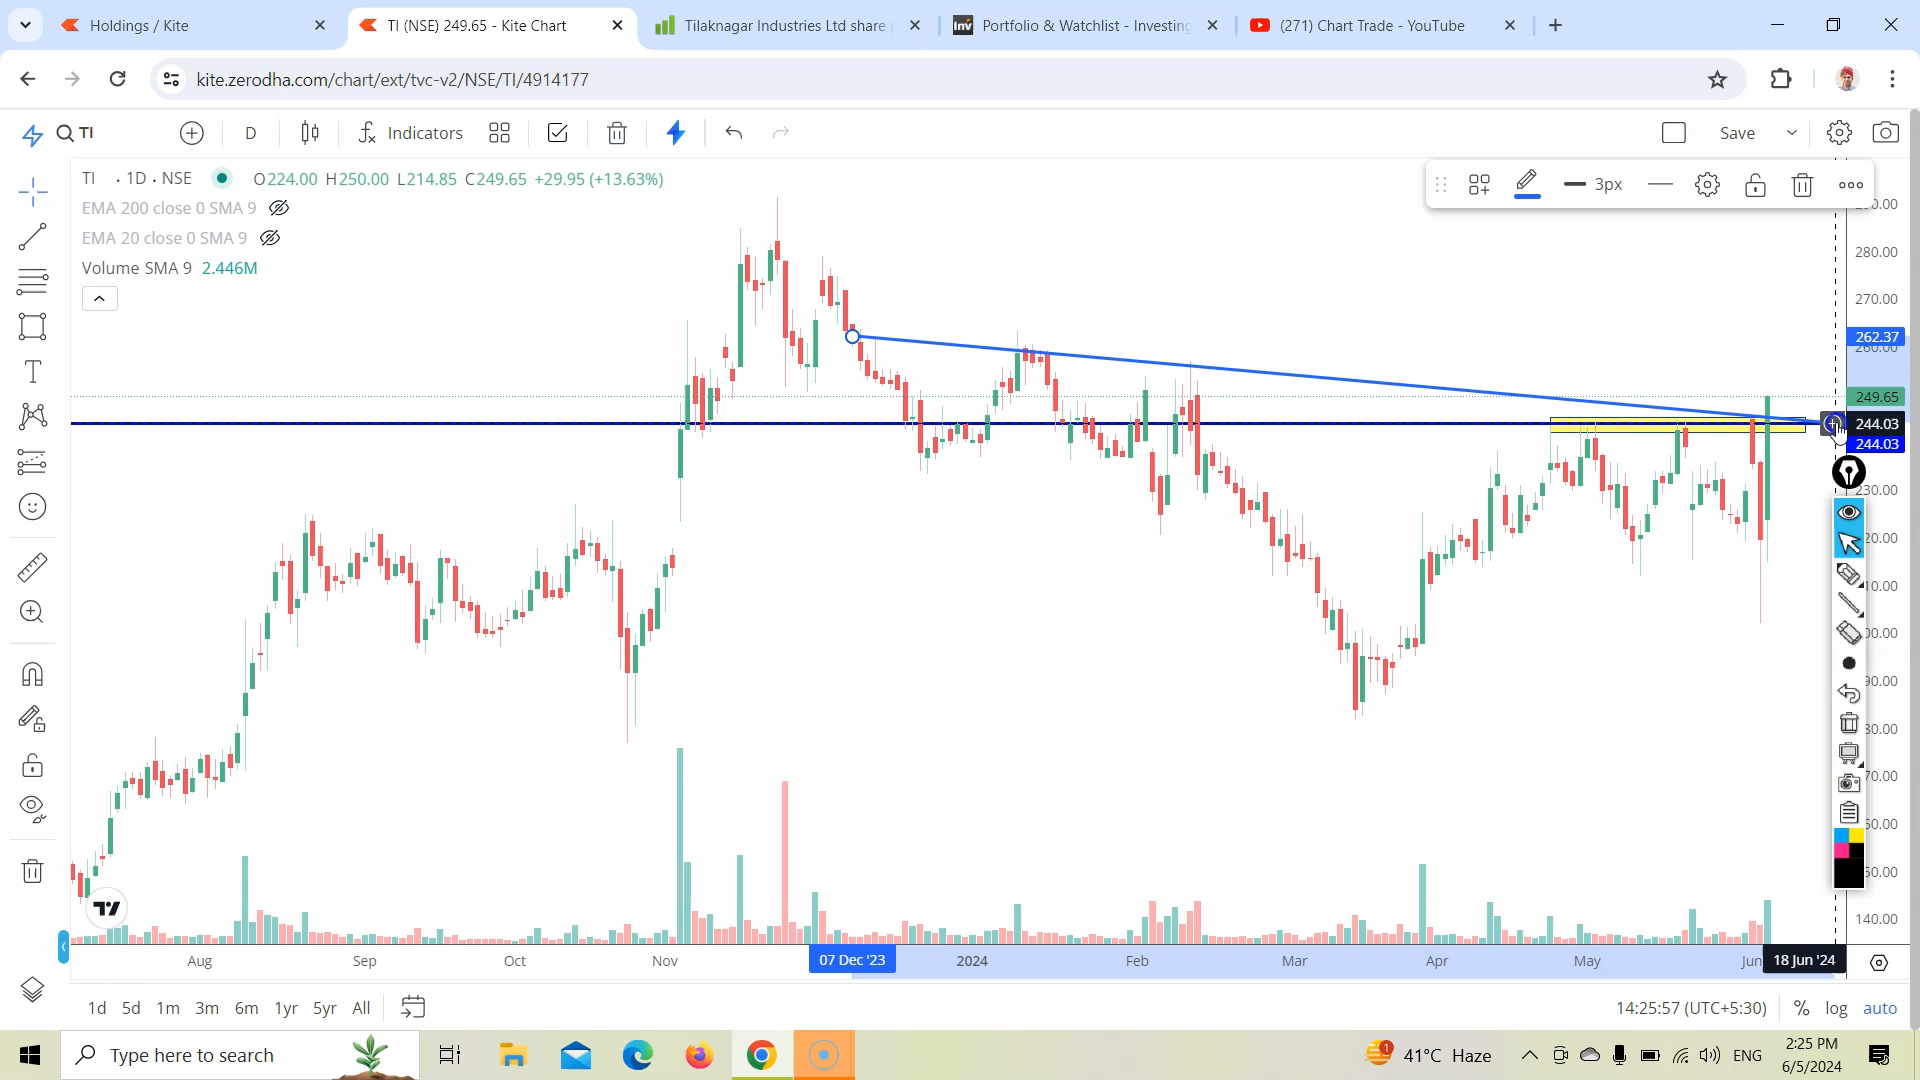 Holdings / Kite
TI (NSE) 249.65 - Kite Chart
Tilaknagar Industries Ltd share
Inv
Portfolio & Watchlist - Investing
(271) Chart Trade - YouTube
kite.zerodha.com/chart/ext/tvc-v2/NSE/TI/4914177
TI
D
Indicators
Save
TI · 1D · NSE O224.00 H250.00 L214.85 C249.65 +29.95 (+13.63%)
EMA 200 close 0 SMA 9
EMA 20 close 0 SMA 9
Volume SMA 9 2.446M
3px
280.00
270.00
262.37
249.65
244.03
244.03
230.00
140.00
Aug
Sep
Oct
Nov
07 Dec '23
2024
Feb
Mar
Apr
May
Jun
18 Jun '24
1d 5d 1m 3m 6m 1yr 5yr All
14:25:57 (UTC+5:30)
% log auto
Type here to search
1
41°C Haze
ENG
2:25 PM
6/5/2024